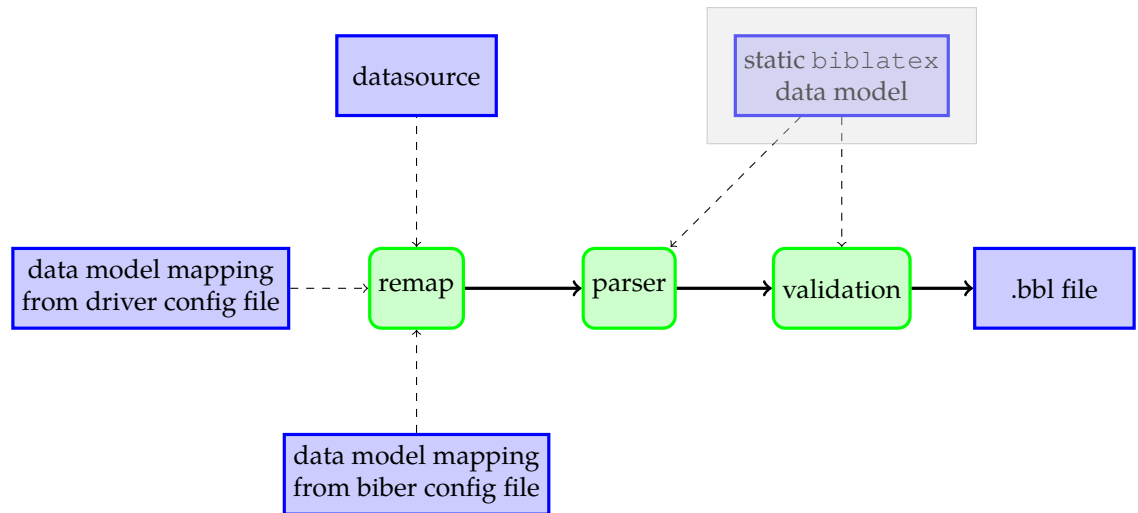 datasource
static biblatex
data model
data model mapping
from driver config file
remap
parser
validation
.bbl file
data model mapping
from biber config file